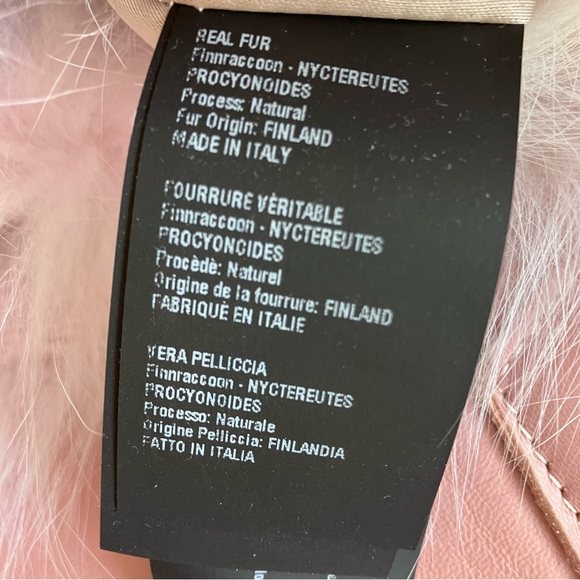 REAL FUR
Finnraccoon - NYCTEREUTES
PROCYONOIDES
Process: Natural
Fur Origin: FINLAND
MADE IN ITALY
FOURRURE VÈRITABLE
Finnraccoon - NYCTEREUTES
PROCYONOIDES
Procèdè: Naturel
Origine de la fourrure: FINLAND
FABRIQUÉ EN ITALIE
VERA PELLICCIA
Finnraccoon - NYCTEREUTES
PROCYONOIDES
Processo: Naturale
Origine Pelliccia: FINLANDIA
FATTO IN ITALIA